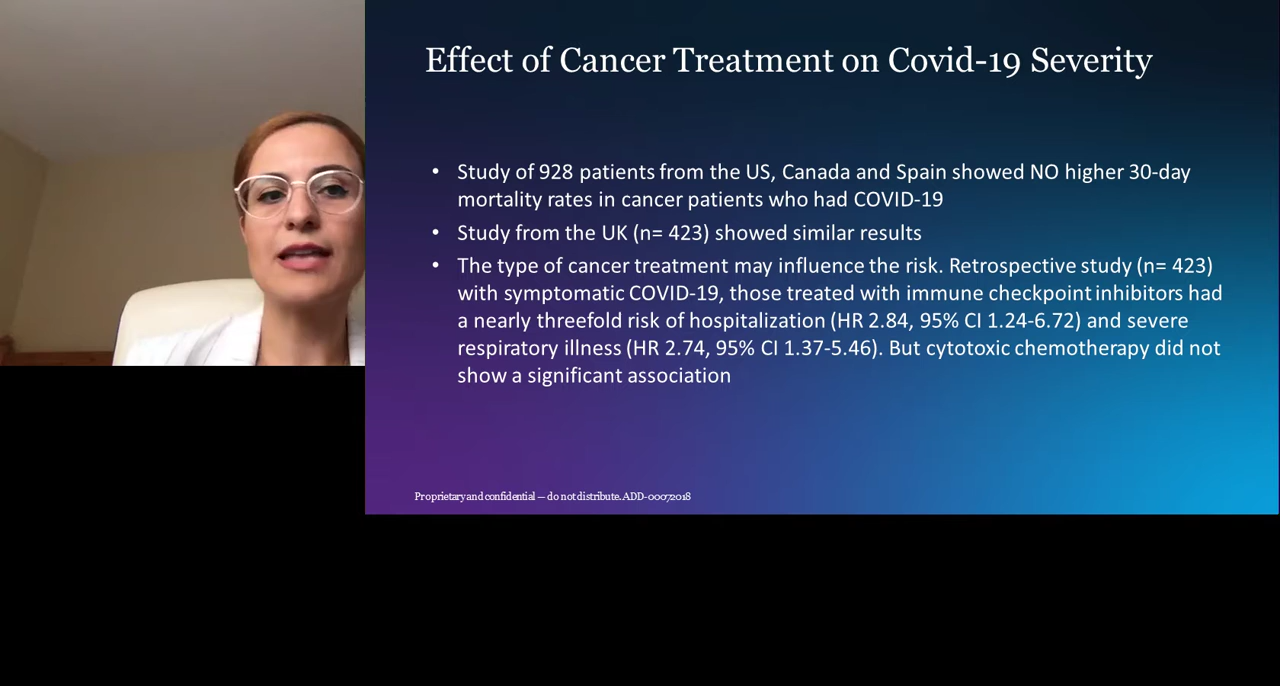 Effect of Cancer Treatment on Covid-19 Severity
• Study of 928 patients from the US, Canada and Spain showed NO higher 30-day
mortality rates in cancer patients who had COVID-19
• Study from the UK (n= 423) showed similar results
• The type of cancer treatment may influence the risk. Retrospective study (n= 423)
with symptomatic COVID-19, those treated with immune checkpoint inhibitors had
a nearly threefold risk of hospitalization (HR 2.84, 95% CI 1.24-6.72) and severe
respiratory illness (HR 2.74, 95% CI 1.37-5.46). But cytotoxic chemotherapy did not
show a significant association
Proprietary and confidential — do not distribute. ADD-00072018